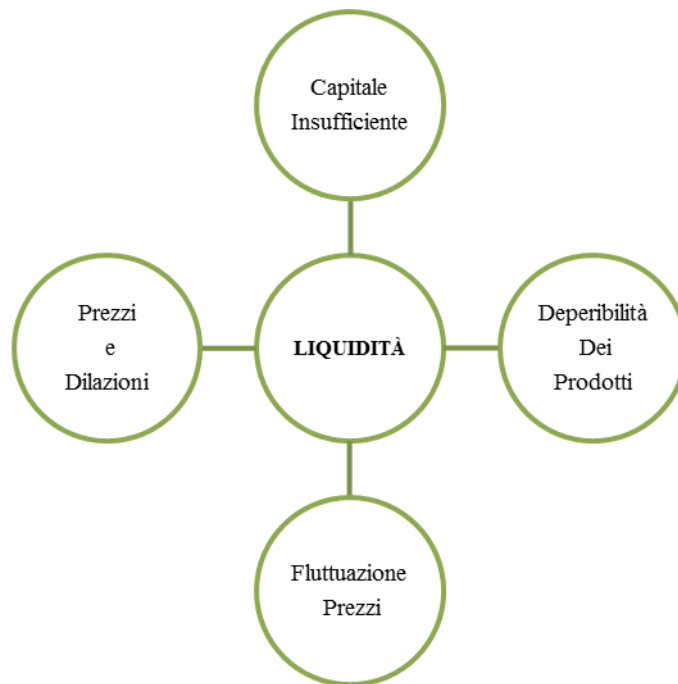 Capitale
Insufficiente
Prezzi
e
Dilazioni
LIQUIDITÀ
Deperibilità
Dei
Prodotti
Fluttuazione
Prezzi